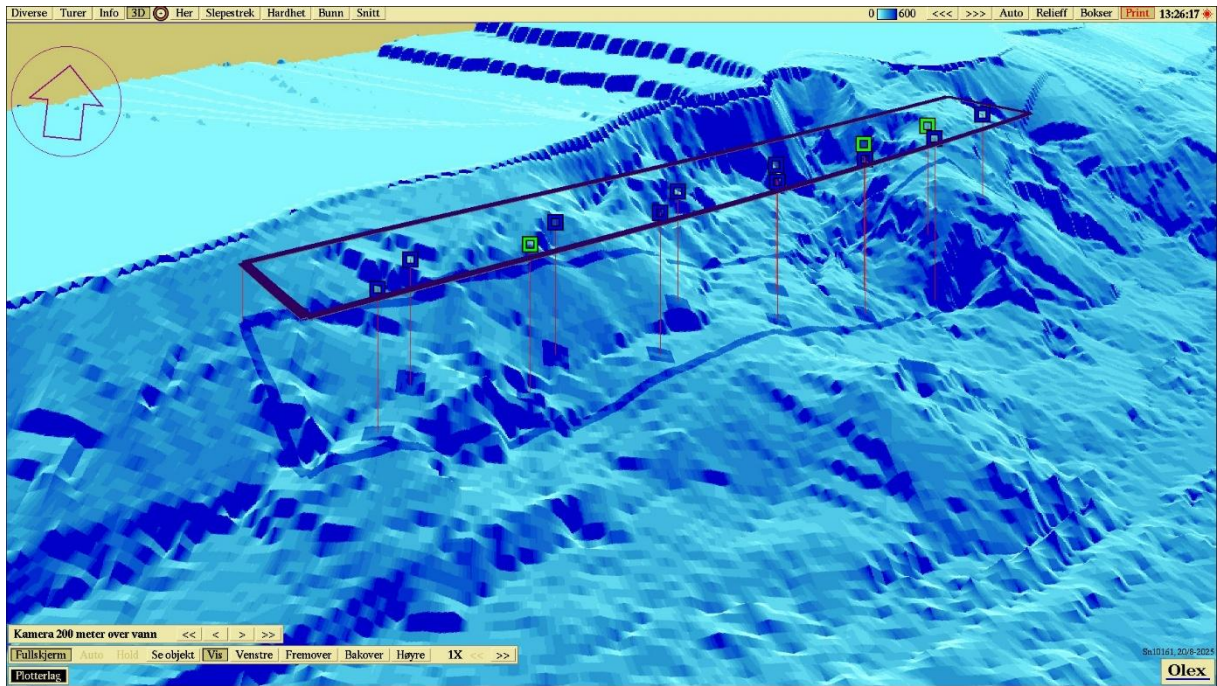 Diverse Turer Info 3D Her Slepestrek Hardhet Bunn Snitt 0 600 <<< >>> Auto Relieff Bokser Print 13:26:17
Kamera 200 meter over vann << < > >>
Fullskjerm Auto Hold Se objekt Vis Venstre Fremover Bakover Høyre 1X << >>
Sn10161, 20/8-2025
Plotterlag
Olex